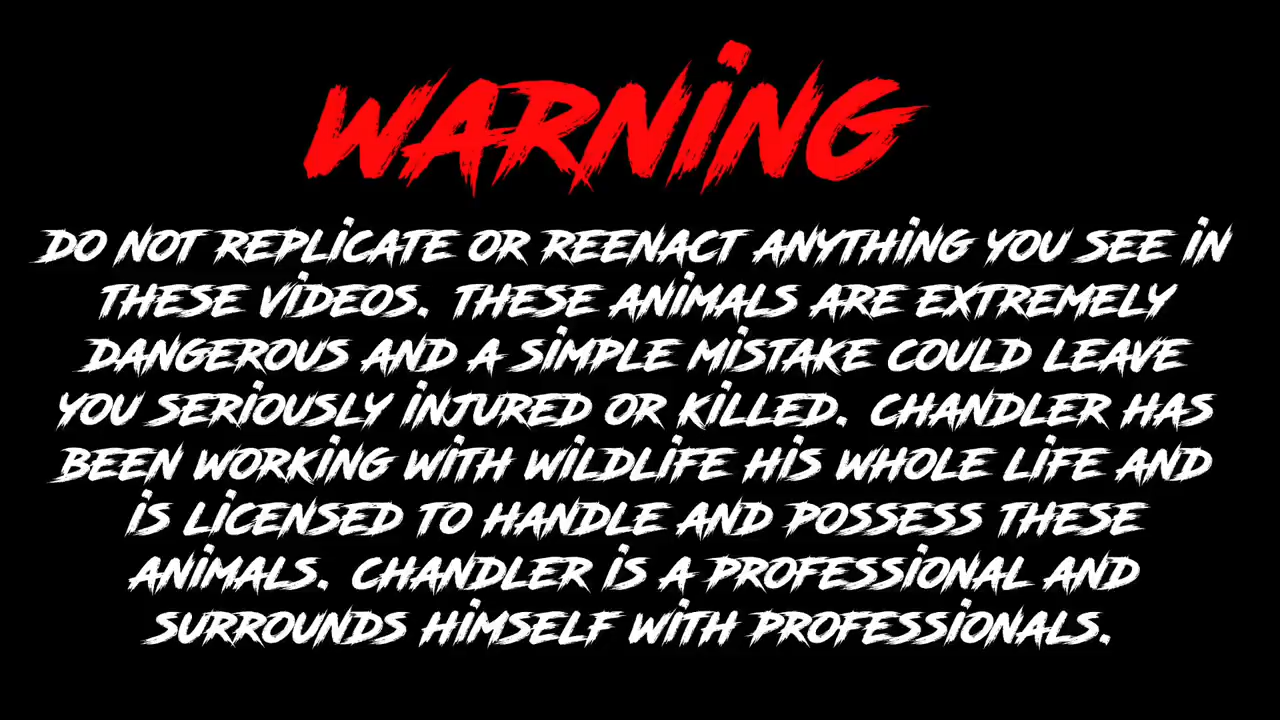 WARNING
DO NOT REPLICATE OR REENACT ANYTHING YOU SEE IN
THESE VIDEOS. THESE ANIMALS ARE EXTREMELY
DANGEROUS AND A SIMPLE MISTAKE COULD LEAVE
YOU SERIOUSLY INJURED OR KILLED. CHANDLER HAS
BEEN WORKING WITH WILDLIFE HIS WHOLE LIFE AND
IS LICENSED TO HANDLE AND POSSESS THESE
ANIMALS. CHANDLER IS A PROFESSIONAL AND
SURROUNDS HIMSELF WITH PROFESSIONALS.